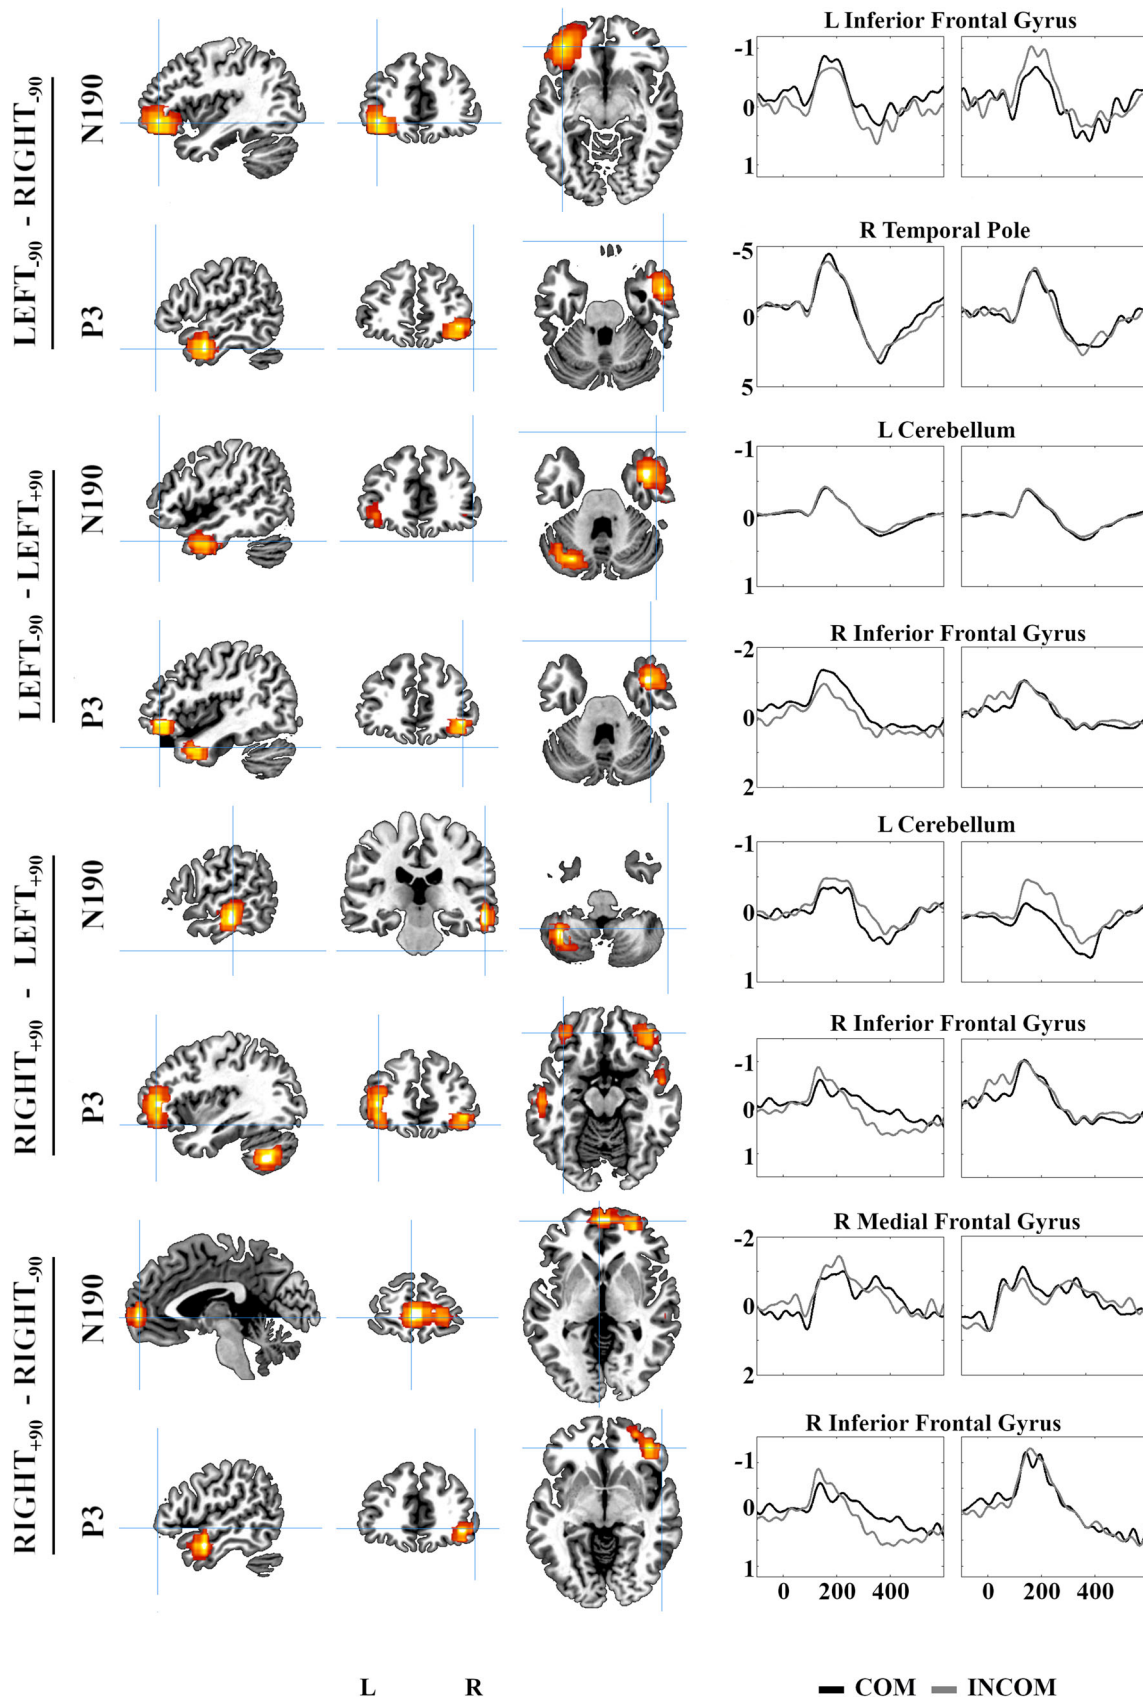 LEFT-90 - RIGHT-90
N190
L Inferior Frontal Gyrus
-1
0
1
P3
R Temporal Pole
-5
0
5
LEFT-90 - LEFT+90
N190
L Cerebellum
-1
0
1
P3
R Inferior Frontal Gyrus
-2
0
2
RIGHT+90 - LEFT+90
N190
L Cerebellum
-1
0
1
P3
R Inferior Frontal Gyrus
-1
0
1
RIGHT+90 - RIGHT-90
N190
R Medial Frontal Gyrus
-2
0
2
P3
R Inferior Frontal Gyrus
-1
0
1
0 200 400 0 200 400
L R COM INCOM